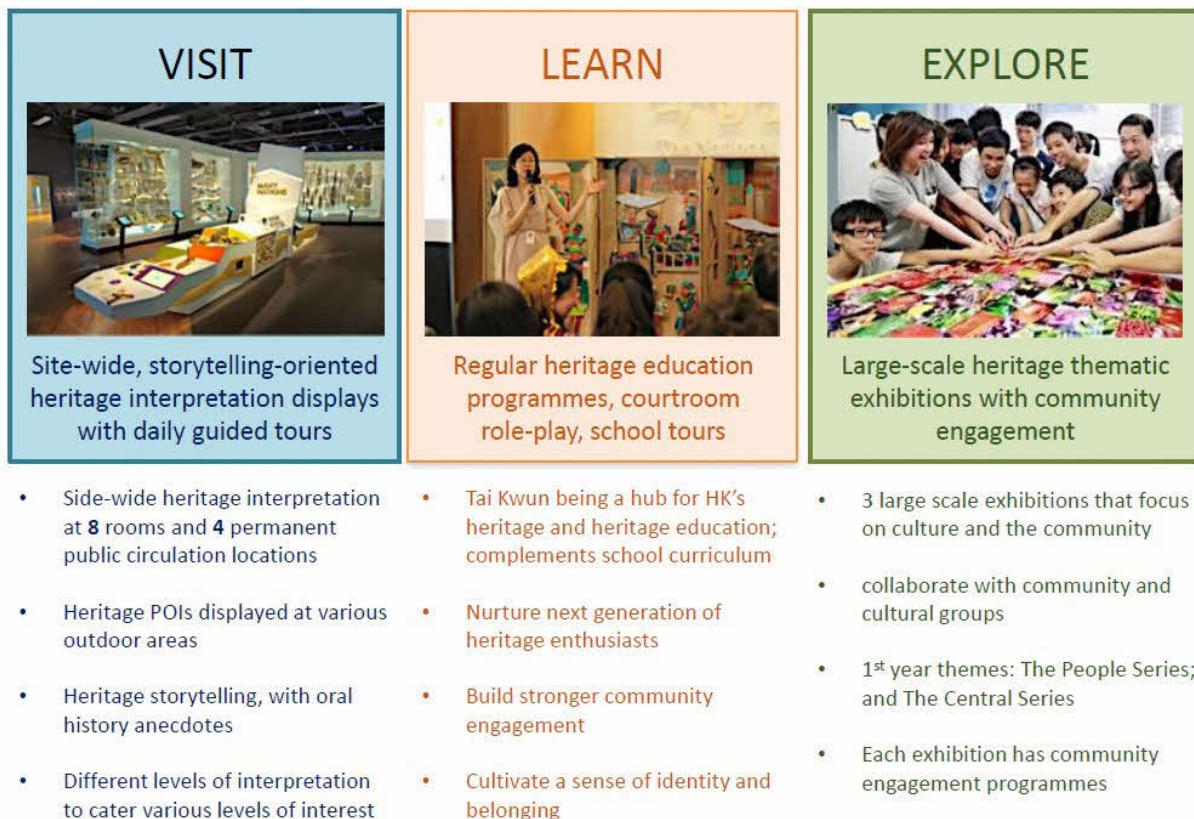 VISIT
MANY
NATIONS
Site-wide, storytelling-oriented
heritage interpretation displays
with daily guided tours
• Side-wide heritage interpretation
at 8 rooms and 4 permanent
public circulation locations
• Heritage POIs displayed at various
outdoor areas
• Heritage storytelling, with oral
history anecdotes
• Different levels of interpretation
to cater various levels of interest
LEARN
Regular heritage education
programmes, courtroom
role-play, school tours
• Tai Kwun being a hub for HK's
heritage and heritage education;
complements school curriculum
• Nurture next generation of
heritage enthusiasts
• Build stronger community
engagement
• Cultivate a sense of identity and
belonging
EXPLORE
Large-scale heritage thematic
exhibitions with community
engagement
• 3 large scale exhibitions that focus
on culture and the community
• collaborate with community and
cultural groups
• 1st year themes: The People Series;
and The Central Series
• Each exhibition has community
engagement programmes